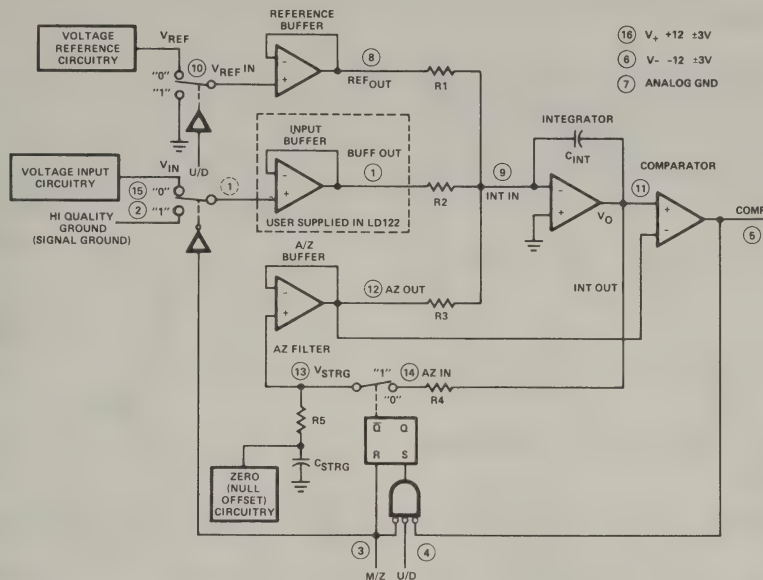 REFERENCE
BUFFER
VOLTAGE
REFERENCE
CIRCUITRY
VREF
"0"
"1"
10
VREF IN
-
+
8
REFOUT
R1
16 V+ +12 ±3V
6 V- -12 ±3V
7 ANALOG GND
U/D
INPUT
BUFFER
BUFF OUT
-
+
1
USER SUPPLIED IN LD122
R2
VOLTAGE INPUT
CIRCUITRY
VIN
15
"0"
2
"1"
1
HI QUALITY
GROUND
(SIGNAL GROUND)
9
INT IN
INTEGRATOR
CINT
-
+
VO
11
COMPARATOR
+
-
COMP
5
INT OUT
A/Z
BUFFER
-
+
12 AZ OUT
R3
AZ FILTER
13 VSTRG
"1"
"0"
14 AZ IN
R4
R5
CSTRG
ZERO
(NULL
OFFSET)
CIRCUITRY
Q̅ Q
R S
3
4
M/Z U/D